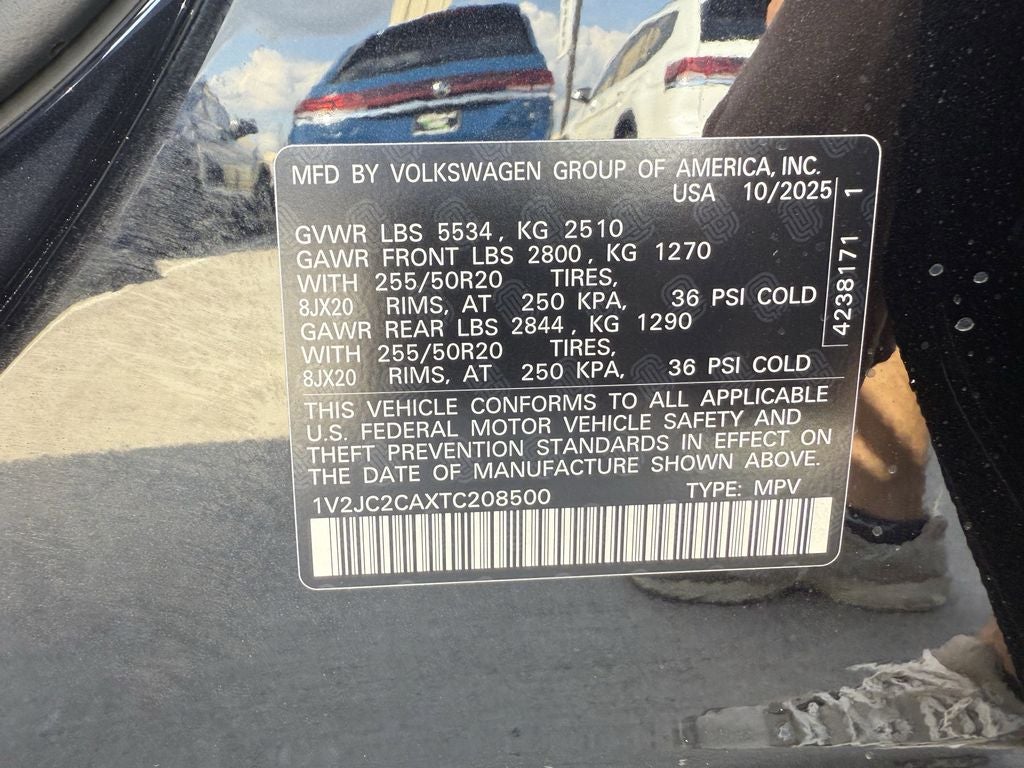 MFD BY VOLKSWAGEN GROUP OF AMERICA, INC.
USA 10/2025
GVWR LBS 5534, KG 2510
GAWR FRONT LBS 2800, KG 1270
WITH 255/50R20 TIRES,
8JX20 RIMS, AT 250 KPA, 36 PSI COLD
GAWR REAR LBS 2844, KG 1290
WITH 255/50R20 TIRES,
8JX20 RIMS, AT 250 KPA, 36 PSI COLD
4238171 1
THIS VEHICLE CONFORMS TO ALL APPLICABLE
U.S. FEDERAL MOTOR VEHICLE SAFETY AND
THEFT PREVENTION STANDARDS IN EFFECT ON
THE DATE OF MANUFACTURE SHOWN ABOVE.
1V2JC2CAXTC208500 TYPE: MPV